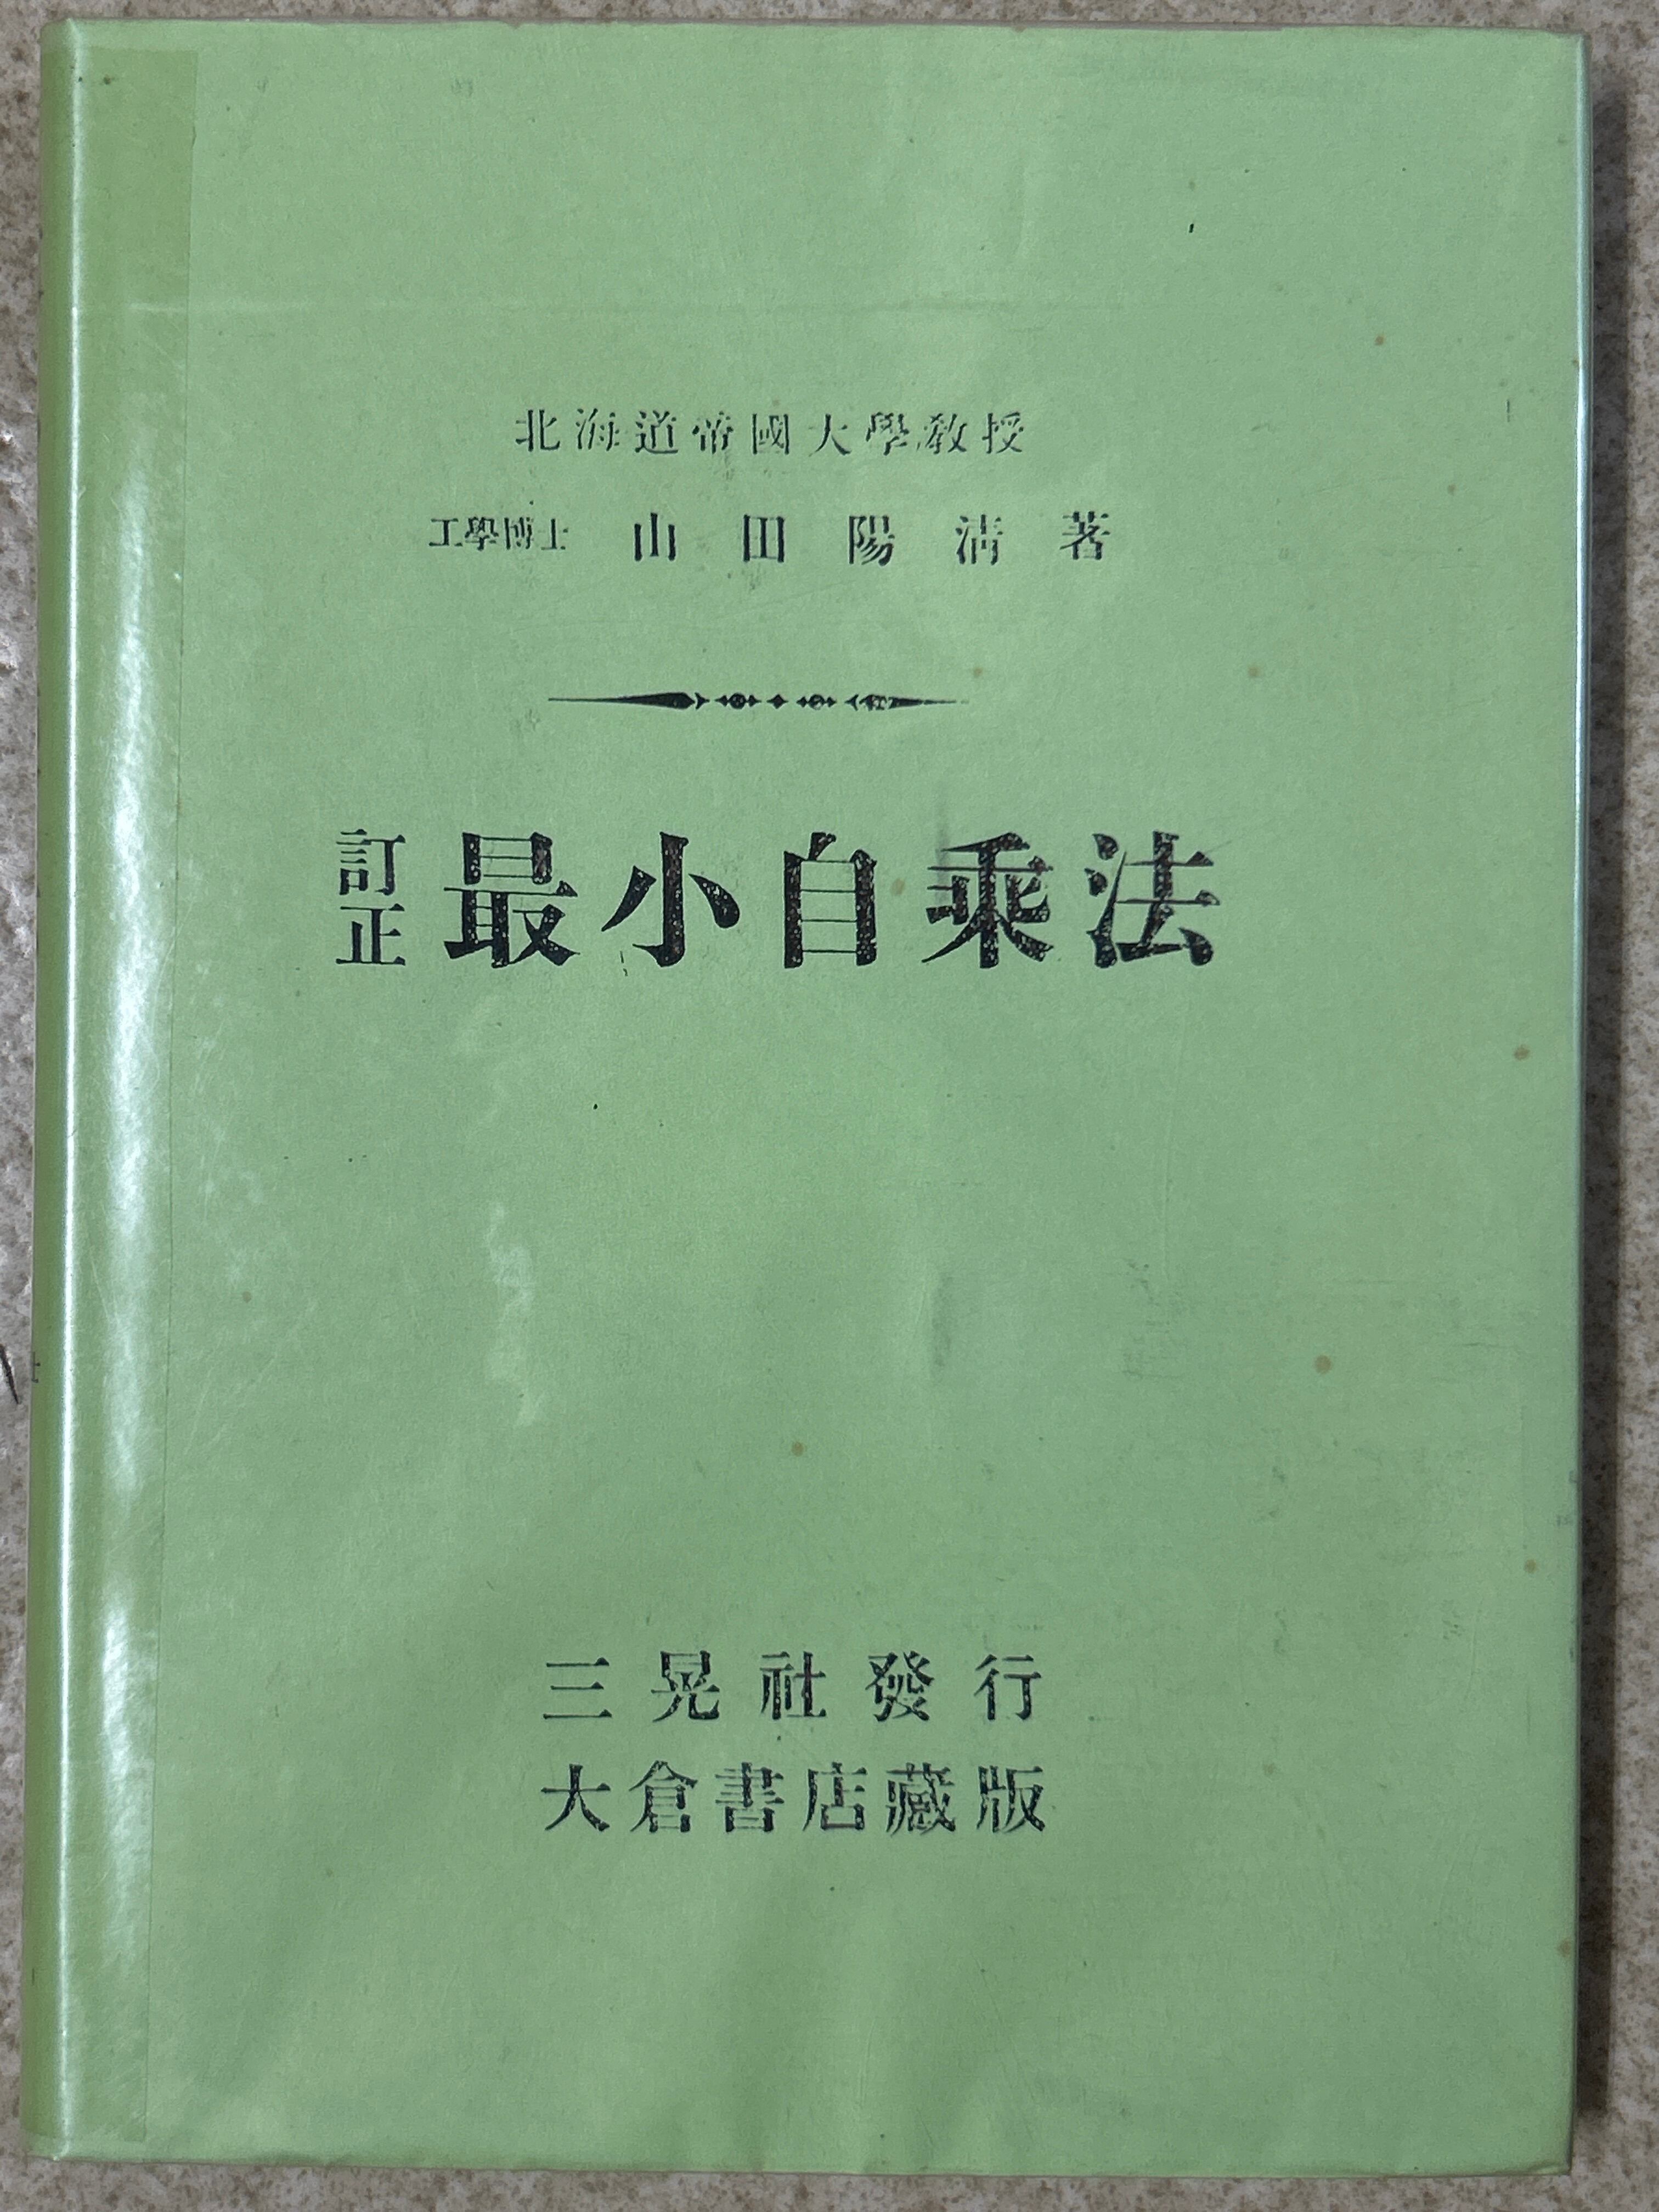 北海道帝國大學教授
工學博士 山田陽淸著
訂正 最小自乘法
三晃社發行
大倉書店藏版